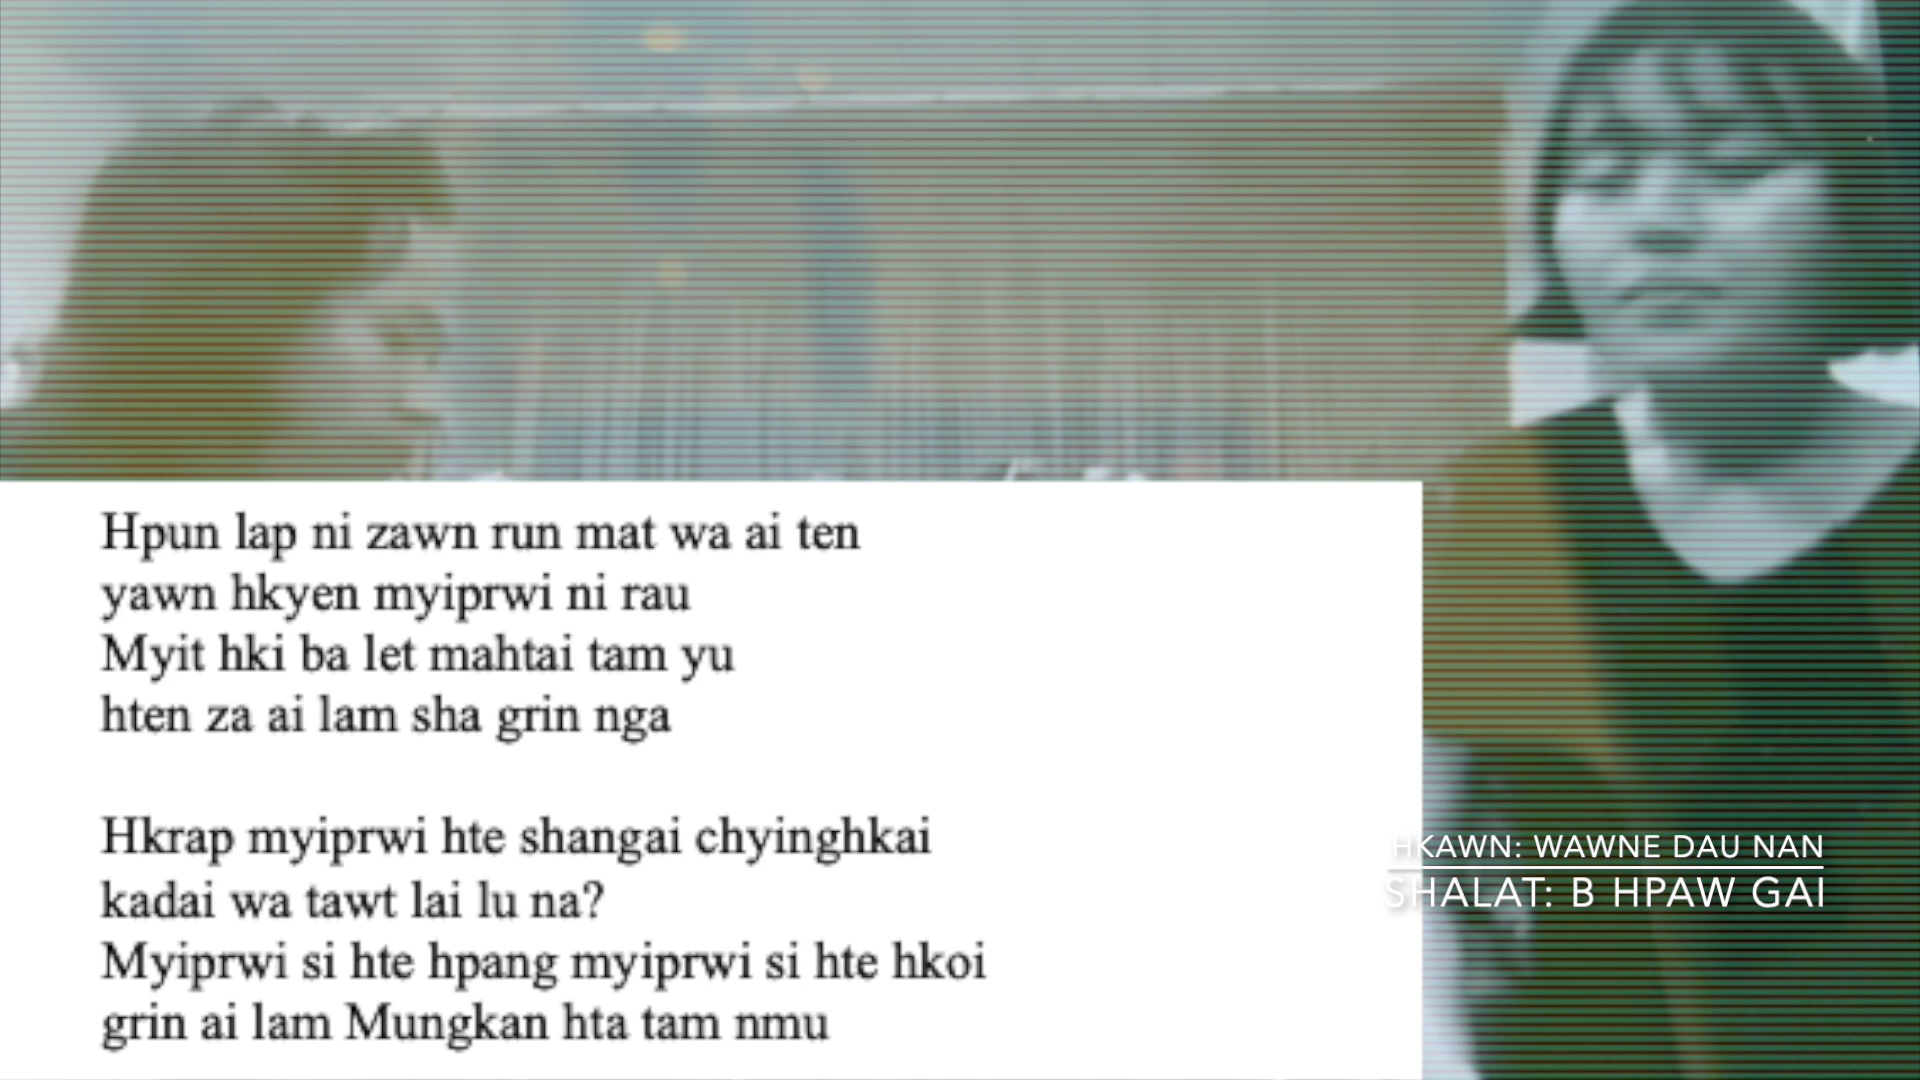 Hpun lap ni zawn run mat wa ai ten
yawn hkyen myiprwi ni rau
Myit hki ba let mahtai tam yu
hten za ai lam sha grin nga
Hkrap myiprwi hte shangai chyinghkai
kadai wa tawt lai lu na?
Myiprwi si hte hpang myiprwi si hte hkoi
grin ai lam Mungkan hta tam nmu
HKAWN: WAWNE DAU NAN
SHALAT: B HPAW GAI